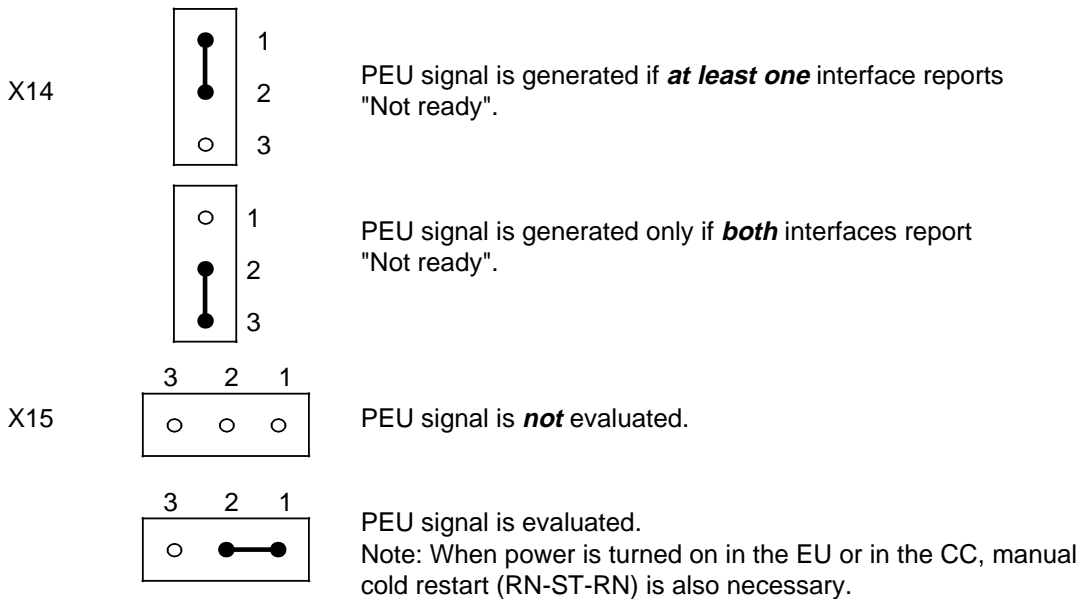 1
X14
PEU signal is generated if at least one interface reports
2
"Not ready".
3
1
PEU signal is generated only if both interfaces report
"Not ready".
2
3
3 2 1
X15
PEU signal is not evaluated.
3 2 1
PEU signal is evaluated.
Note: When power is turned on in the EU or in the CC, manual
cold restart (RN-ST-RN) is also necessary.